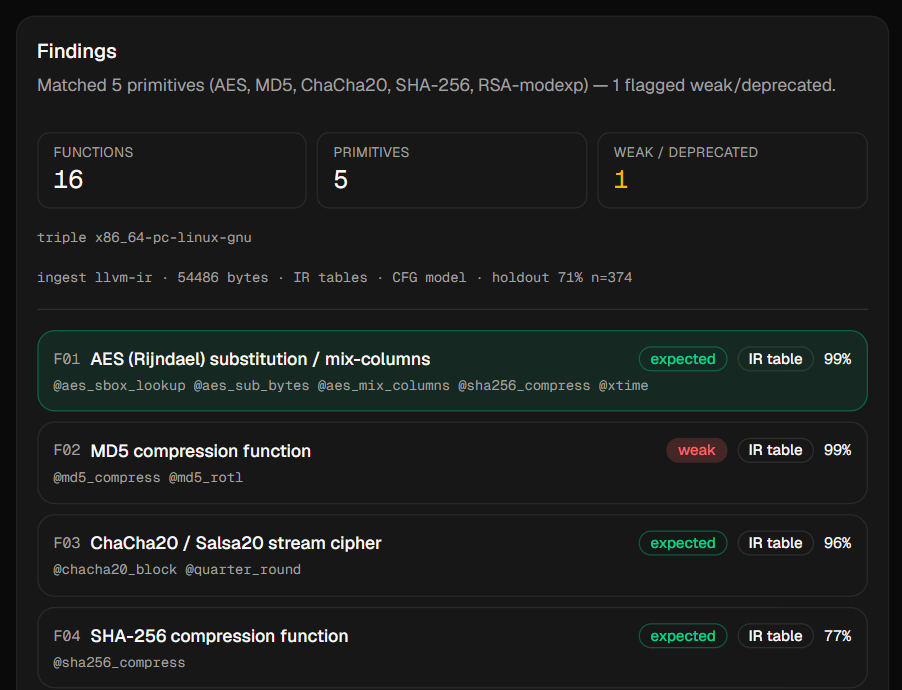 Findings
Matched 5 primitives (AES, MD5, ChaCha20, SHA-256, RSA-modexp) — 1 flagged weak/deprecated.
FUNCTIONS
16
PRIMITIVES
5
WEAK / DEPRECATED
1
triple x86_64-pc-linux-gnu
ingest llvm-ir · 54486 bytes · IR tables · CFG model · holdout 71% n=374
F01 AES (Rijndael) substitution / mix-columns expected IR table 99%
@aes_sbox_lookup @aes_sub_bytes @aes_mix_columns @sha256_compress @xtime
F02 MD5 compression function weak IR table 99%
@md5_compress @md5_rotl
F03 ChaCha20 / Salsa20 stream cipher expected IR table 96%
@chacha20_block @quarter_round
F04 SHA-256 compression function expected IR table 77%
@sha256_compress